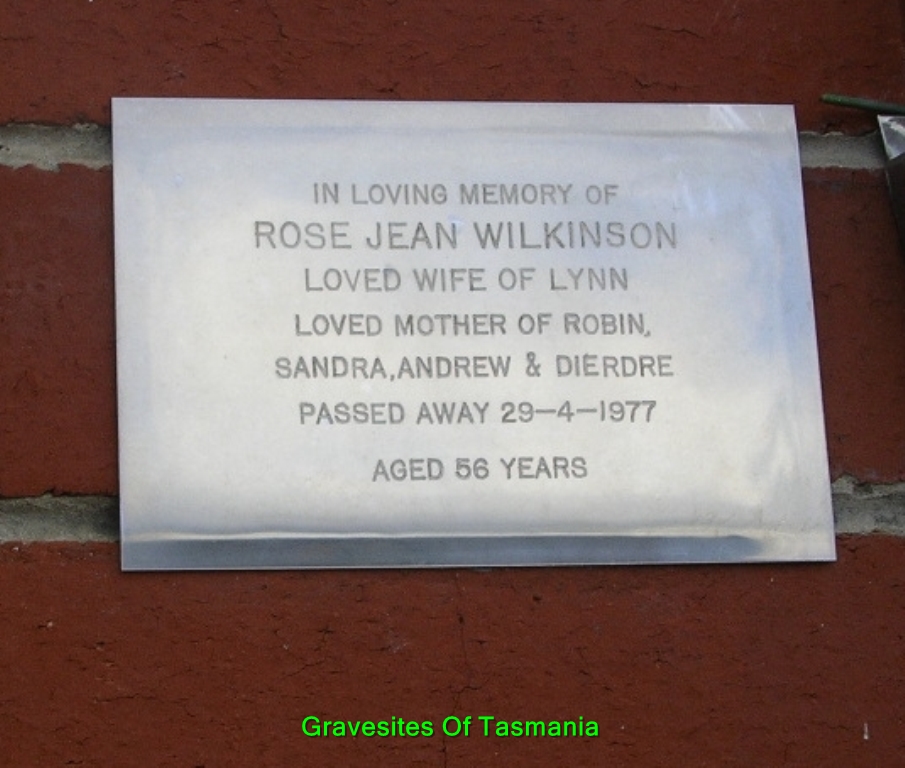 IN LOVING MEMORY OF
ROSE JEAN WILKINSON
LOVED WIFE OF LYNN
LOVED MOTHER OF ROBIN,
SANDRA, ANDREW & DIERDRE
PASSED AWAY 29-4-1977
AGED 56 YEARS
Gravesites Of Tasmania